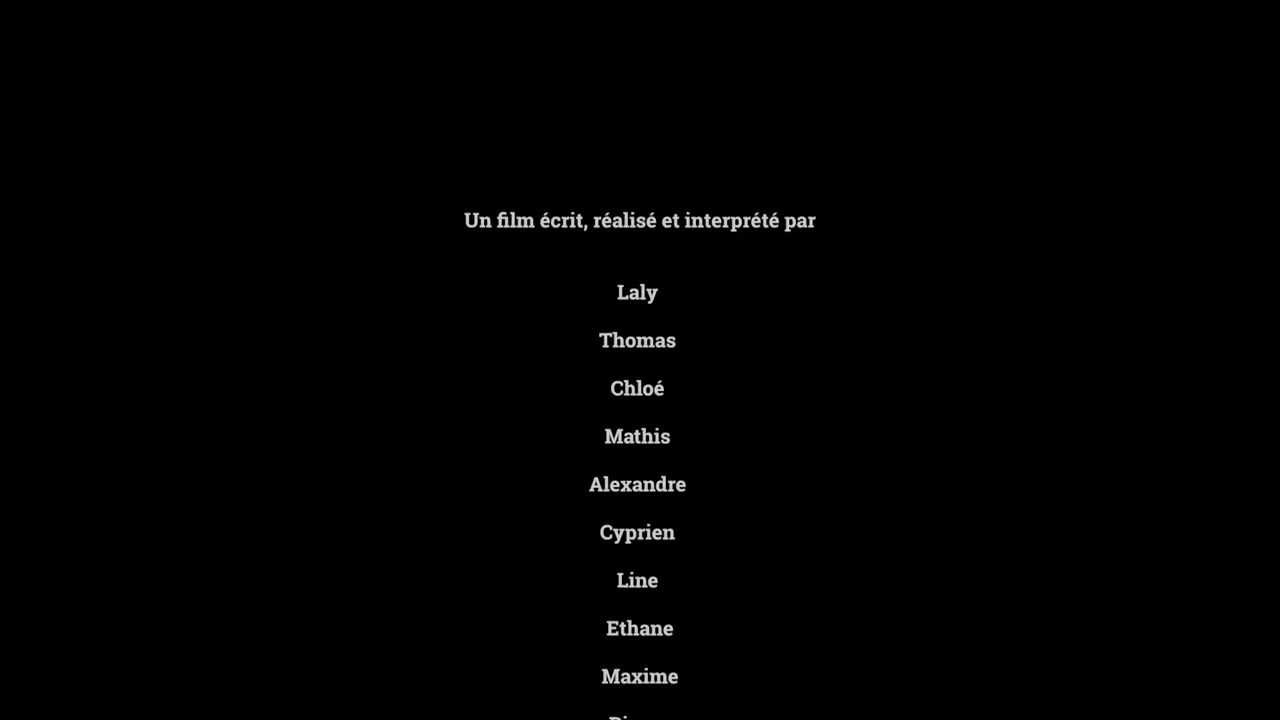 Un film écrit, réalisé et interprété par
Laly
Thomas
Chloé
Mathis
Alexandre
Cyprien
Line
Ethane
Maxime